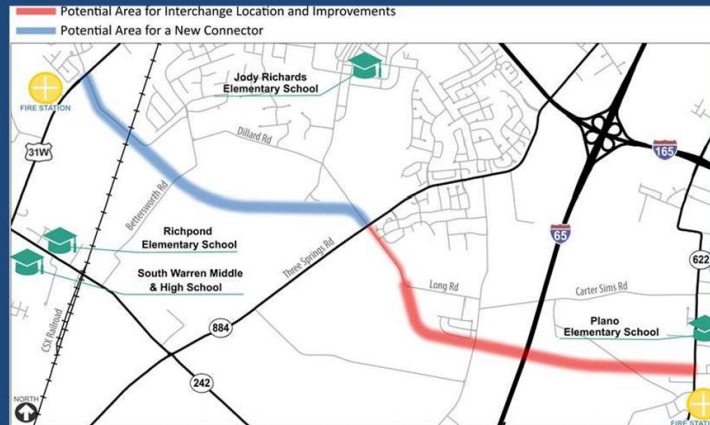 Potential Area for Interchange Location and Improvements
Potential Area for a New Connector
Jody Richards
Elementary School
FIRE STATION
31W
Dillard Rd
165
Bettersworth Rd
65
Richpond
Elementary School
Three Springs Rd
622
South Warren Middle
& High School
Long Rd
Carter Sims Rd
Plano
Elementary School
CSX Railroad
884
242
NORTH